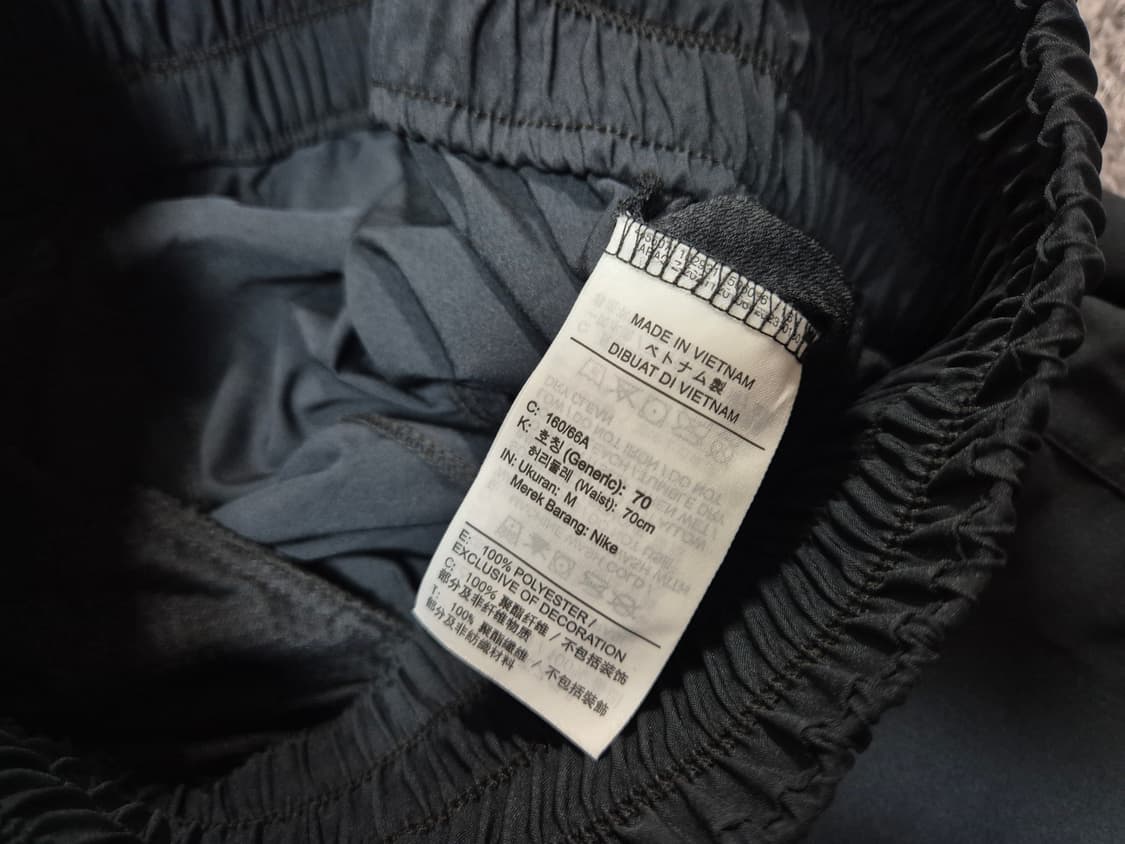 MADE IN VIETNAM
ベトナム製
DIBUAT DI VIETNAM
C: 160/66A
K: 호칭 (Generic): 70
허리둘레 (Waist): 70cm
IN: Ukuran: M
Merek Barang: Nike
E: 100% POLYESTER /
EXCLUSIVE OF DECORATION
C: 100% 聚酯纤维 / 不包括装饰
部分及非纤维物质
T: 100% 聚酯纖維 / 不包括裝飾
部分及非紡織材料